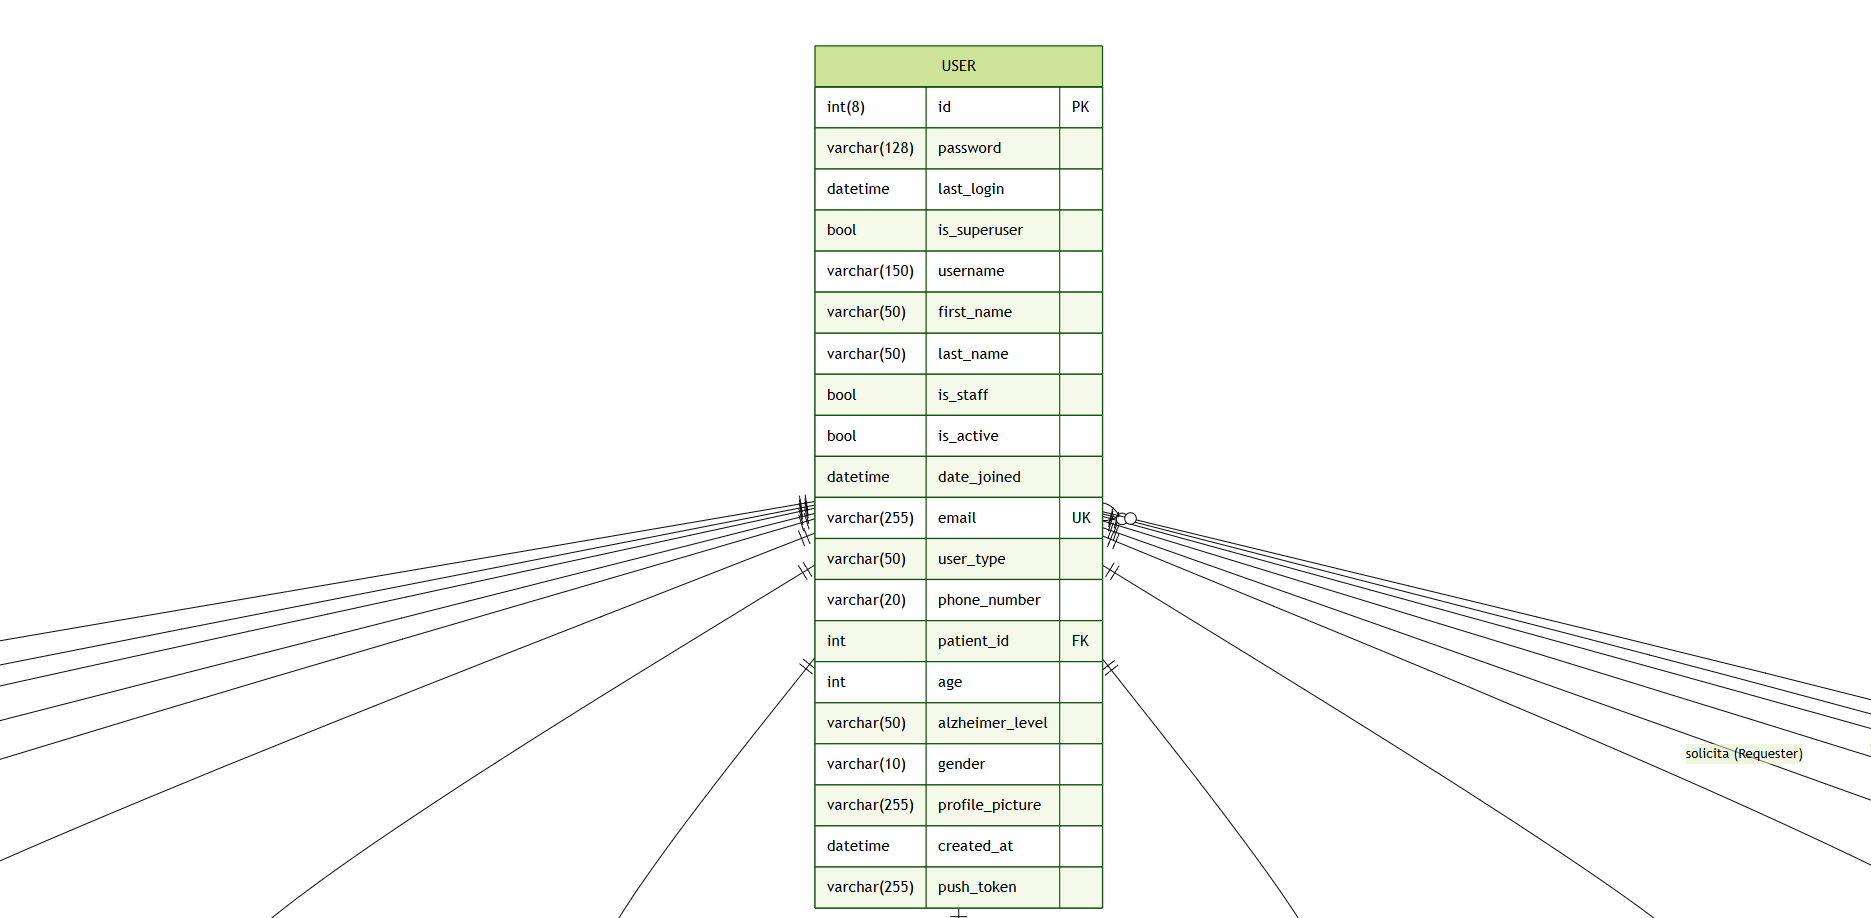 USER
int(8) id PK
varchar(128) password
datetime last_login
bool is_superuser
varchar(150) username
varchar(50) first_name
varchar(50) last_name
bool is_staff
bool is_active
datetime date_joined
varchar(255) email UK
varchar(50) user_type
varchar(20) phone_number
int patient_id FK
int age
varchar(50) alzheimer_level
solicita (Requester)
varchar(10) gender
varchar(255) profile_picture
datetime created_at
varchar(255) push_token